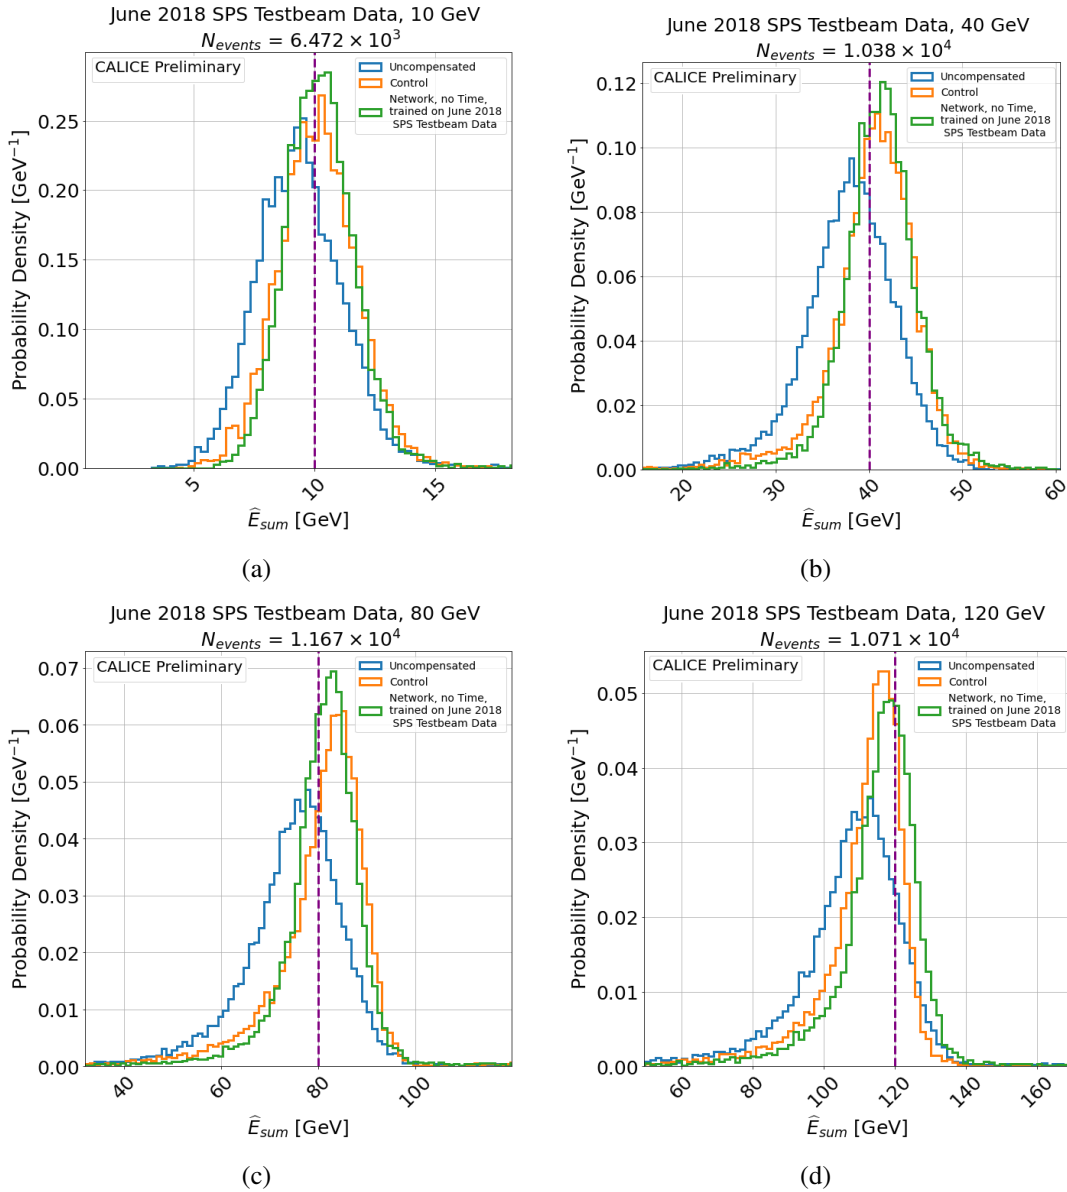 June 2018 SPS Testbeam Data, 10 GeV
N_events = 6.472 × 10³
CALICE Preliminary
Uncompensated
Control
Network, no Time,
trained on June 2018
SPS Testbeam Data
Probability Density [GeV⁻¹]
0.25
0.20
0.15
0.10
0.05
0.00
5
10
15
Ê_sum [GeV]
(a)
June 2018 SPS Testbeam Data, 40 GeV
N_events = 1.038 × 10⁴
CALICE Preliminary
Uncompensated
Control
Network, no Time,
trained on June 2018
SPS Testbeam Data
Probability Density [GeV⁻¹]
0.12
0.10
0.08
0.06
0.04
0.02
0.00
20
30
40
50
60
Ê_sum [GeV]
(b)
June 2018 SPS Testbeam Data, 80 GeV
N_events = 1.167 × 10⁴
CALICE Preliminary
Uncompensated
Control
Network, no Time,
trained on June 2018
SPS Testbeam Data
Probability Density [GeV⁻¹]
0.07
0.06
0.05
0.04
0.03
0.02
0.01
0.00
40
60
80
100
Ê_sum [GeV]
(c)
June 2018 SPS Testbeam Data, 120 GeV
N_events = 1.071 × 10⁴
CALICE Preliminary
Uncompensated
Control
Network, no Time,
trained on June 2018
SPS Testbeam Data
Probability Density [GeV⁻¹]
0.05
0.04
0.03
0.02
0.01
0.00
60
80
100
120
140
160
Ê_sum [GeV]
(d)